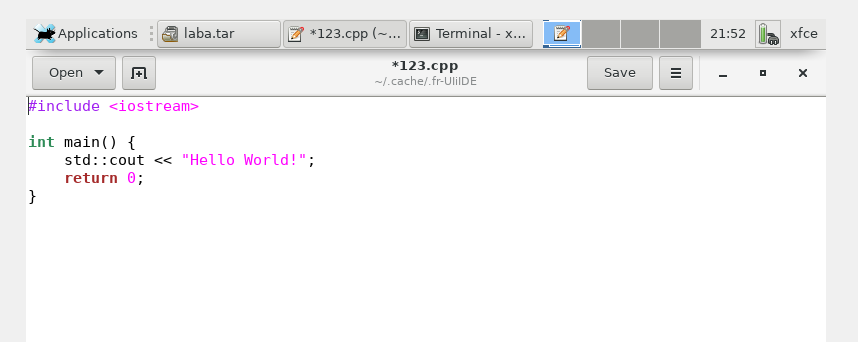 Applications laba.tar *123.cpp (~... Terminal - x... 21:52 xfce
Open *123.cpp Save
~/.cache/.fr-UIiIDE
#include <iostream>
int main() {
    std::cout << "Hello World!";
    return 0;
}